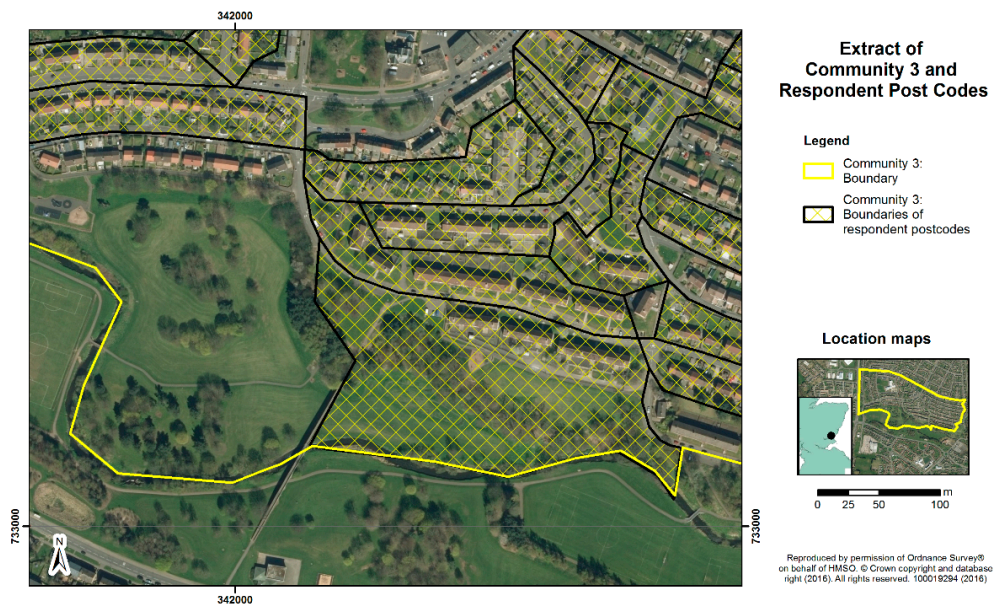 342000
Extract of
Community 3 and
Respondent Post Codes
Legend
Community 3:
Boundary
Community 3:
Boundaries of
respondent postcodes
Location maps
0 25 50 100 m
733000
733000
N
342000
Reproduced by permission of Ordnance Survey®
on behalf of HMSO. © Crown copyright and database
right (2016). All rights reserved. 100019294 (2016)